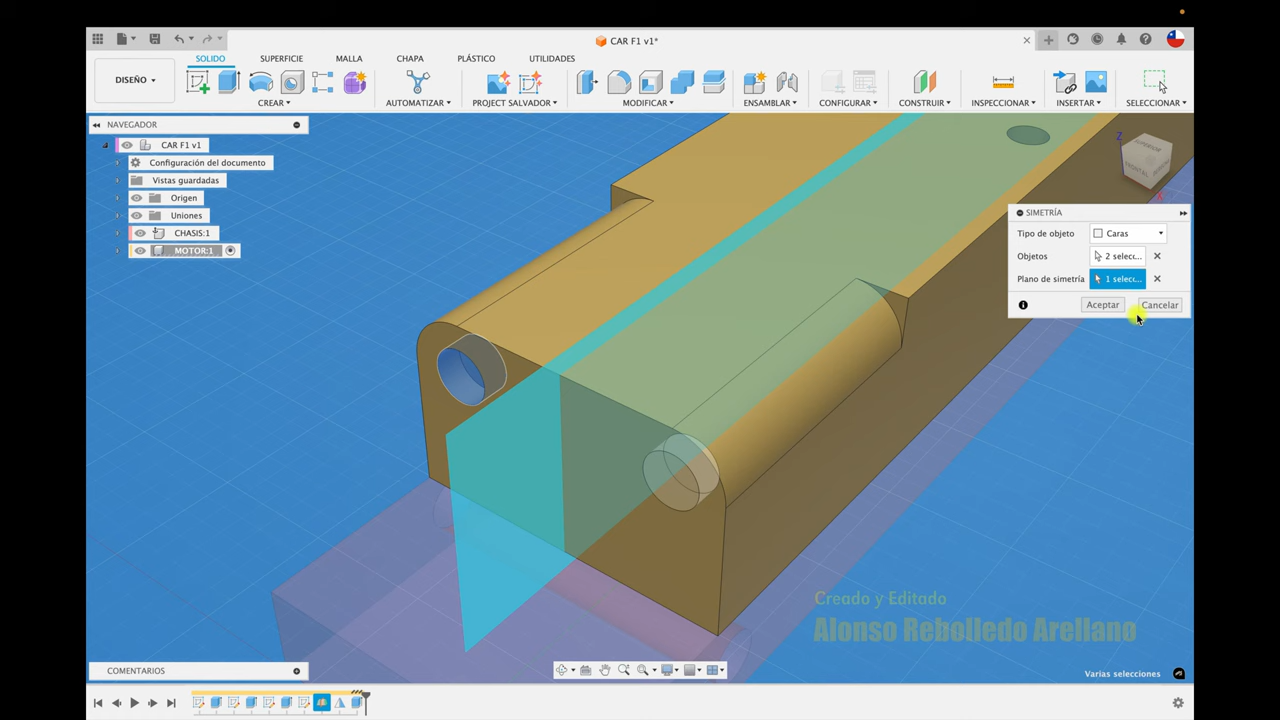 CAR F1 v1*
DISEÑO
SOLIDO
SUPERFICIE
MALLA
CHAPA
PLÁSTICO
UTILIDADES
CREAR
AUTOMATIZAR
PROJECT SALVADOR
MODIFICAR
ENSAMBLAR
CONFIGURAR
CONSTRUIR
INSPECCIONAR
INSERTAR
SELECCIONAR
NAVEGADOR
CAR F1 v1
Configuración del documento
Vistas guardadas
Origen
Uniones
CHASIS:1
MOTOR:1
SUPERIOR
Z
X
SIMETRÍA
Tipo de objeto
Caras
Objetos
2 selecc...
Plano de simetría
1 selecc...
Aceptar
Cancelar
Creado y Editado
Alonso Rebolledo Arellano
COMENTARIOS
Varias selecciones